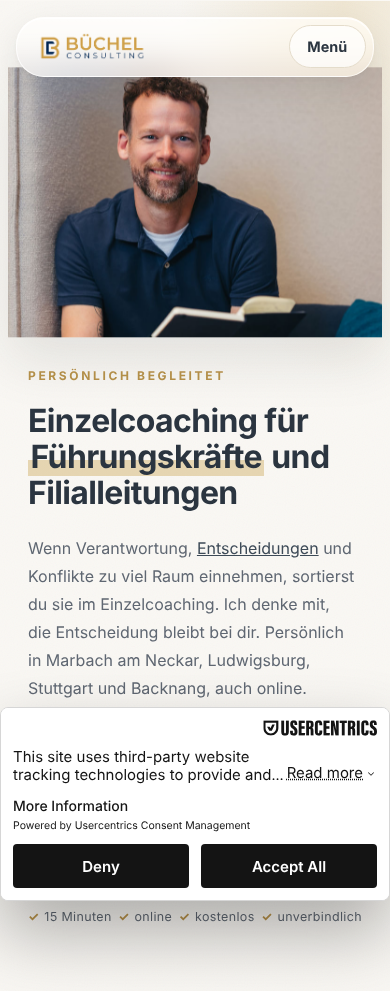 BÜCHEL
CONSULTING
Menü
PERSÖNLICH BEGLEITET
Einzelcoaching für
Führungskräfte und
Filialleitungen
Wenn Verantwortung, Entscheidungen und
Konflikte zu viel Raum einnehmen, sortierst
du sie im Einzelcoaching. Ich denke mit,
die Entscheidung bleibt bei dir. Persönlich
in Marbach am Neckar, Ludwigsburg,
Stuttgart und Backnang, auch online.
USERCENTRICS
This site uses third-party website
tracking technologies to provide and... Read more
More Information
Powered by Usercentrics Consent Management
Deny
Accept All
✓ 15 Minuten ✓ online ✓ kostenlos ✓ unverbindlich